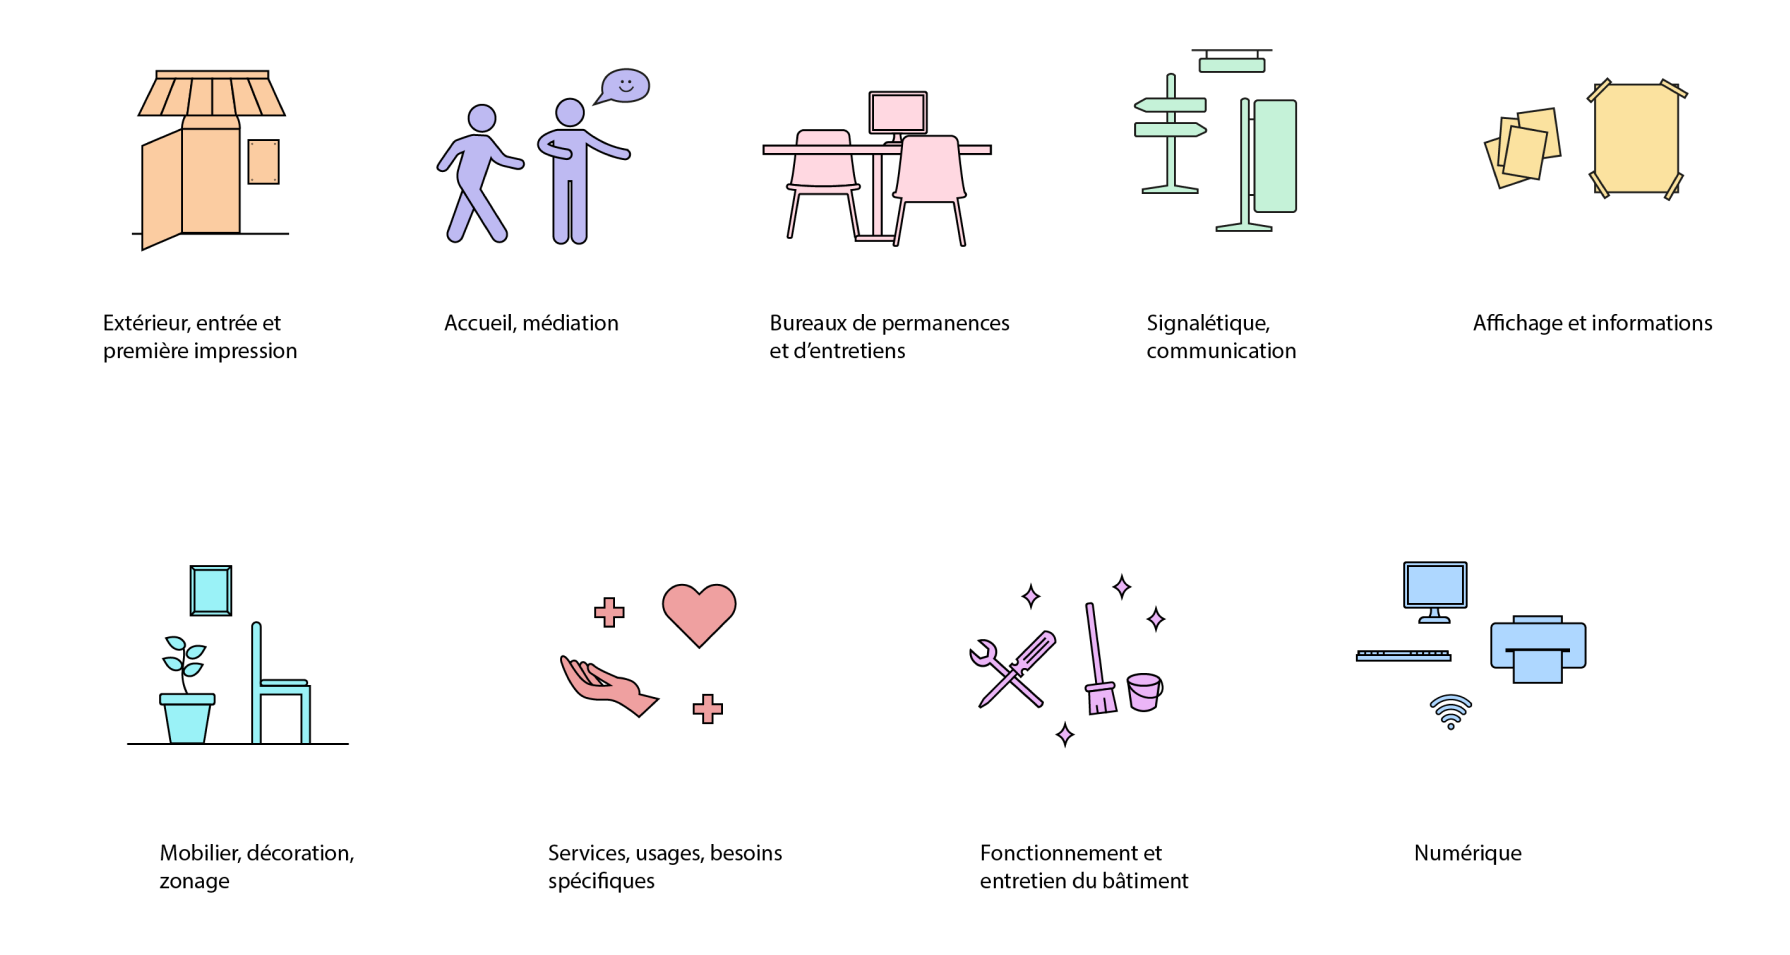 Extérieur, entrée et
première impression
Accueil, médiation
Bureaux de permanences
et d’entretiens
Signalétique,
communication
Affichage et informations
Mobilier, décoration,
zonage
Services, usages, besoins
spécifiques
Fonctionnement et
entretien du bâtiment
Numérique